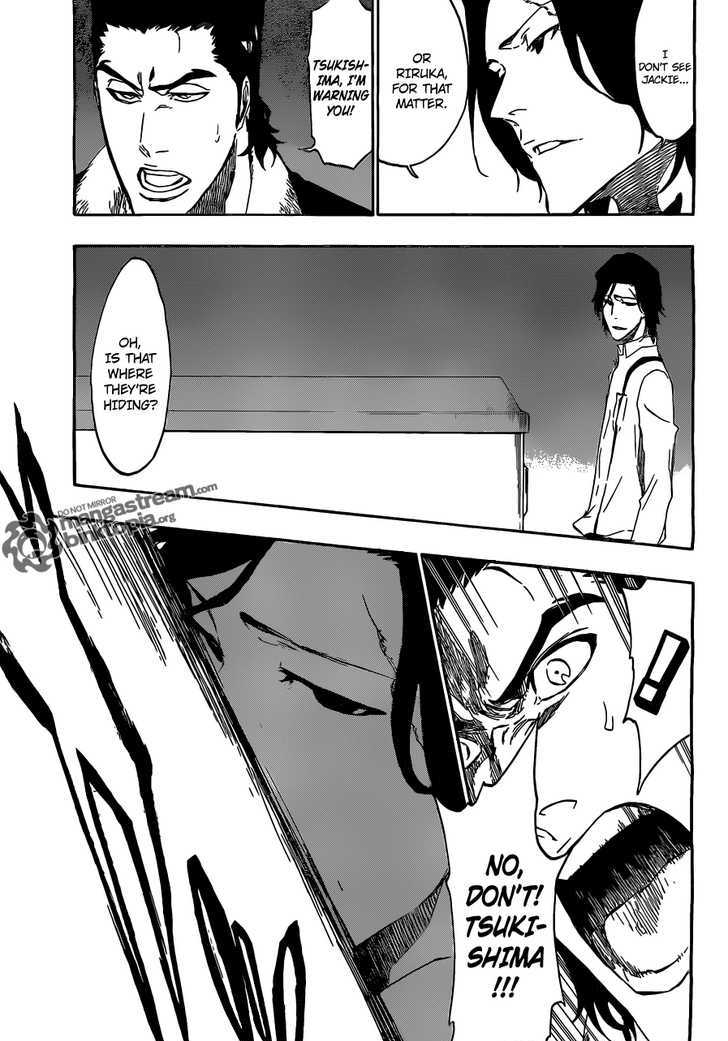 I
DON'T SEE
JACKIE...
OR
RIRUKA,
FOR THAT
MATTER.
TSUKISH-
IMA, I'M
WARNING
YOU!
OH,
IS THAT
WHERE
THEY'RE
HIDING?
DO NOT MIRROR
mangastream.com
binktopia.org
!
NO,
DON'T!
TSUKI-
SHIMA
!!!